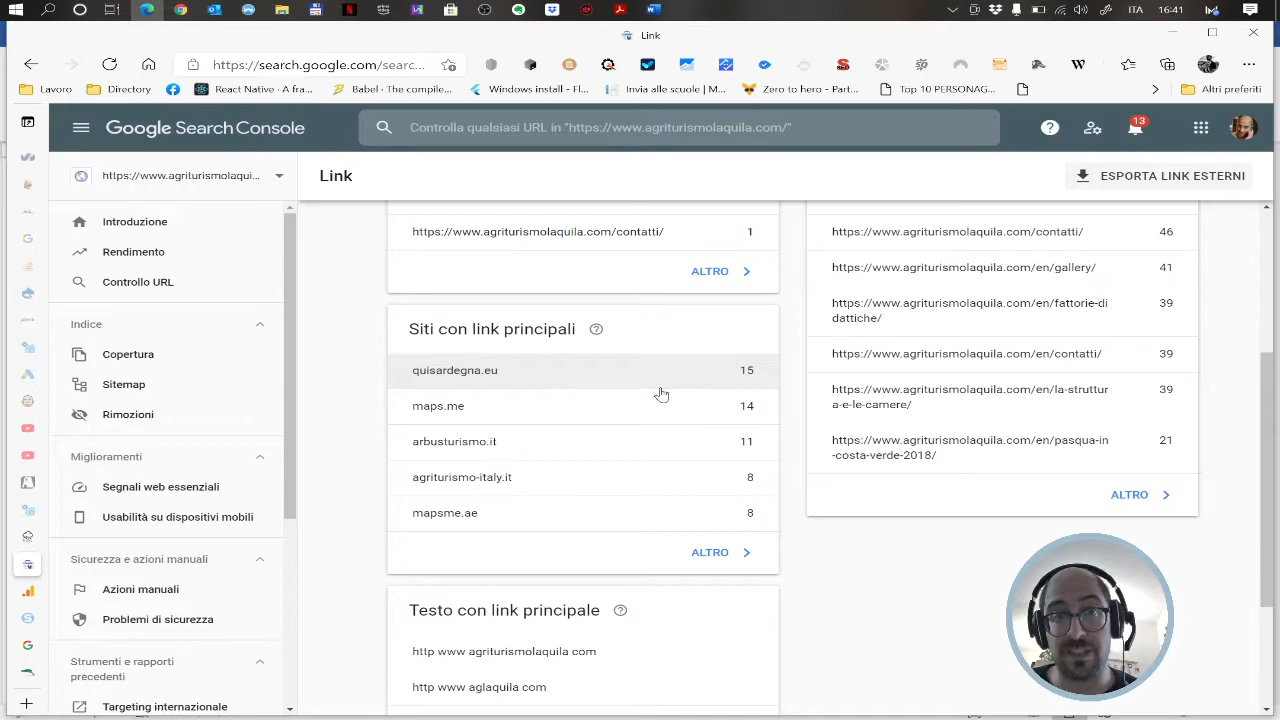 ITA
16:41
Link
https://search.google.com/searc...
Lavoro
Directory
React Native · A fra...
Babel - The compile...
Windows install - Fl...
Invia alle scuole | M...
Zero to hero - Part...
Top 10 PERSONAG...
Altri preferiti
Google Search Console
Controlla qualsiasi URL in "https://www.agriturismolaquila.com/"
13
https://www.agriturismolaqui...
Link
ESPORTA LINK ESTERNI
Introduzione
Rendimento
Controllo URL
Indice
Copertura
Sitemap
Rimozioni
Miglioramenti
Segnali web essenziali
Usabilità su dispositivi mobili
Sicurezza e azioni manuali
Azioni manuali
Problemi di sicurezza
Strumenti e rapporti
precedenti
Targeting internazionale
https://www.agriturismolaquila.com/contatti/ 1
ALTRO
Siti con link principali
quisardegna.eu 15
maps.me 14
arbusturismo.it 11
agriturismo-italy.it 8
mapsme.ae 8
ALTRO
Testo con link principale
http www agriturismolaquila com
http www aglaquila com
https://www.agriturismolaquila.com/contatti/ 46
https://www.agriturismolaquila.com/en/gallery/ 41
https://www.agriturismolaquila.com/en/fattorie-di 39
dattiche/
https://www.agriturismolaquila.com/en/contatti/ 39
https://www.agriturismolaquila.com/en/la-struttur 39
a-e-le-camere/
https://www.agriturismolaquila.com/en/pasqua-in 21
-costa-verde-2018/
ALTRO